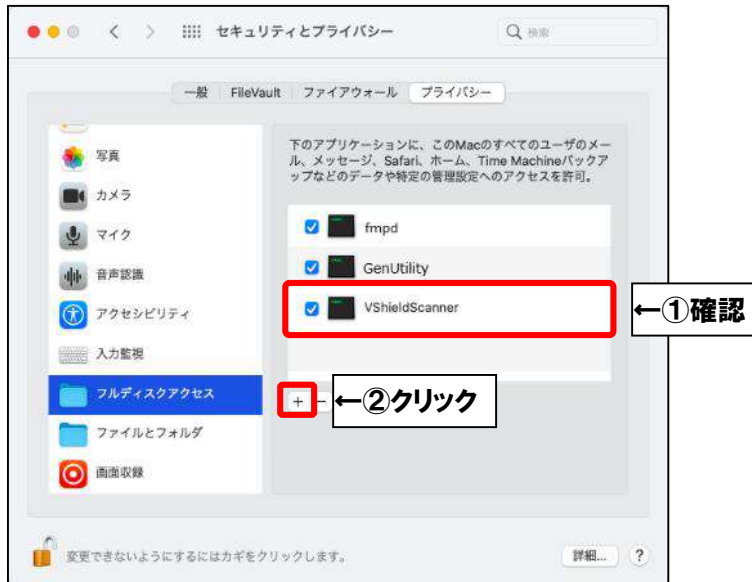 セキュリティとプライバシー
検索
一般
FileVault
ファイアウォール
プライバシー
写真
カメラ
マイク
音声認識
アクセシビリティ
入力監視
フルディスクアクセス
ファイルとフォルダ
画面収録
下のアプリケーションに、このMacのすべてのユーザのメー
ル、メッセージ、Safari、ホーム、Time Machineバックア
ップなどのデータや特定の管理設定へのアクセスを許可。
fmpd
GenUtility
VShieldScanner
←①確認
+ −
←②クリック
変更できないようにするにはカギをクリックします。
詳細...
?